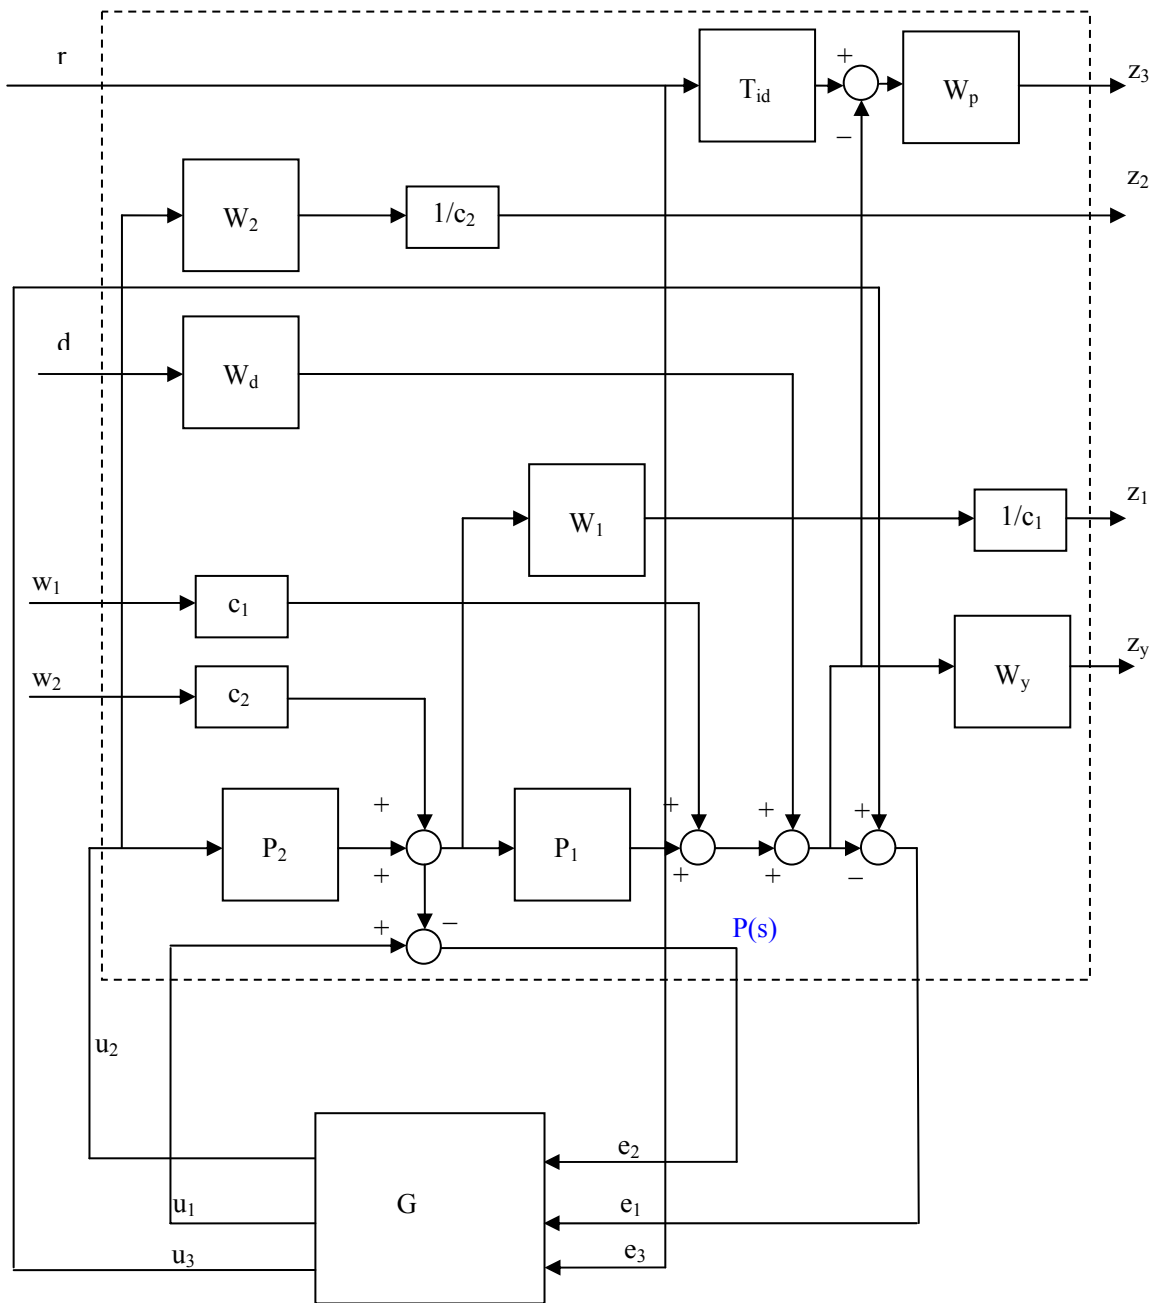 r
T_id
+
W_p
z_3
−
z_2
W_2
1/c_2
d
W_d
z_1
W_1
1/c_1
w_1
c_1
z_y
w_2
c_2
W_y
+
+
+
+
P_2
P_1
+
+
+
−
+
−
P(s)
u_2
e_2
u_1
G
e_1
u_3
e_3